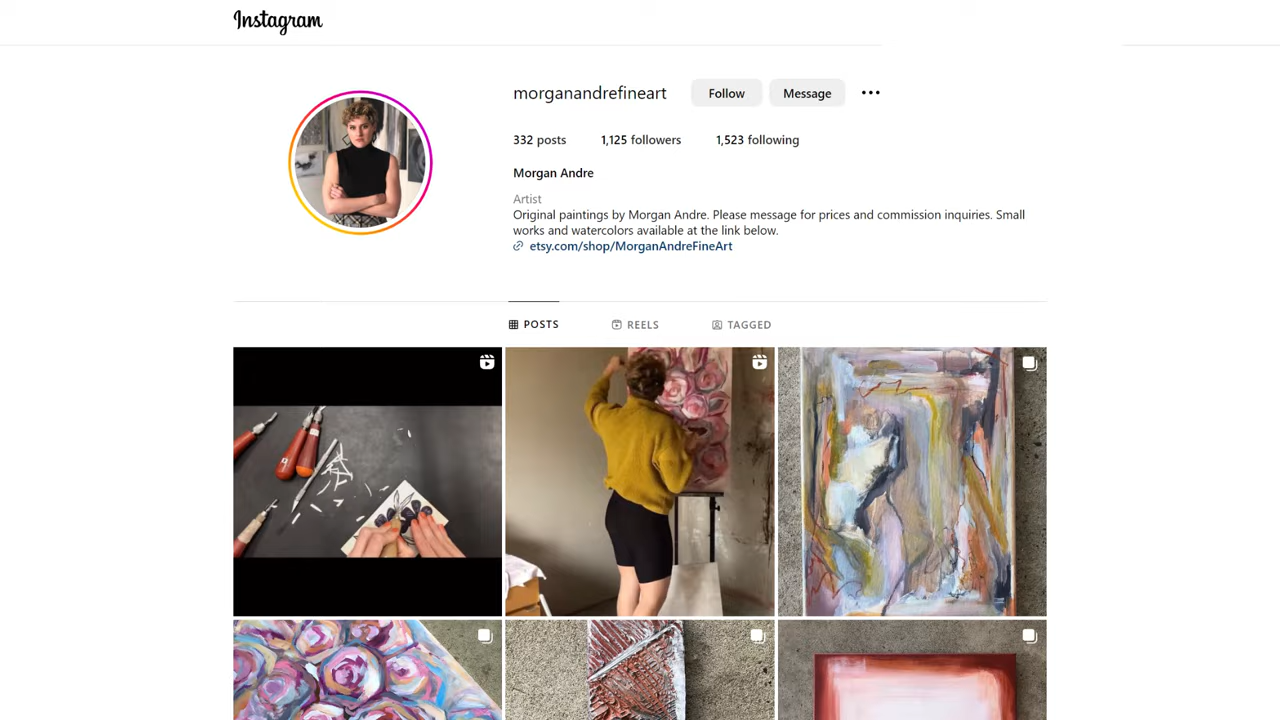 Instagram
morganandrefineart Follow Message
332 posts 1,125 followers 1,523 following
Morgan Andre
Artist
Original paintings by Morgan Andre. Please message for prices and commission inquiries. Small
works and watercolors available at the link below.
etsy.com/shop/MorganAndreFineArt
POSTS REELS TAGGED